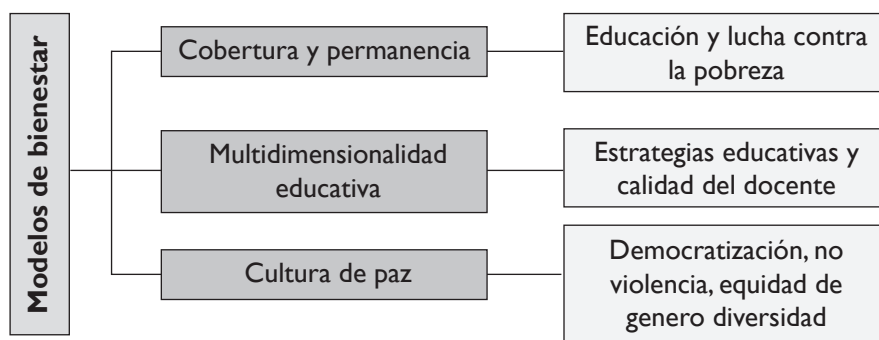 Modelos de bienestar
Cobertura y permanencia
Educación y lucha contra
la pobreza
Multidimensionalidad
educativa
Estrategias educativas y
calidad del docente
Cultura de paz
Democratización, no
violencia, equidad de
genero diversidad